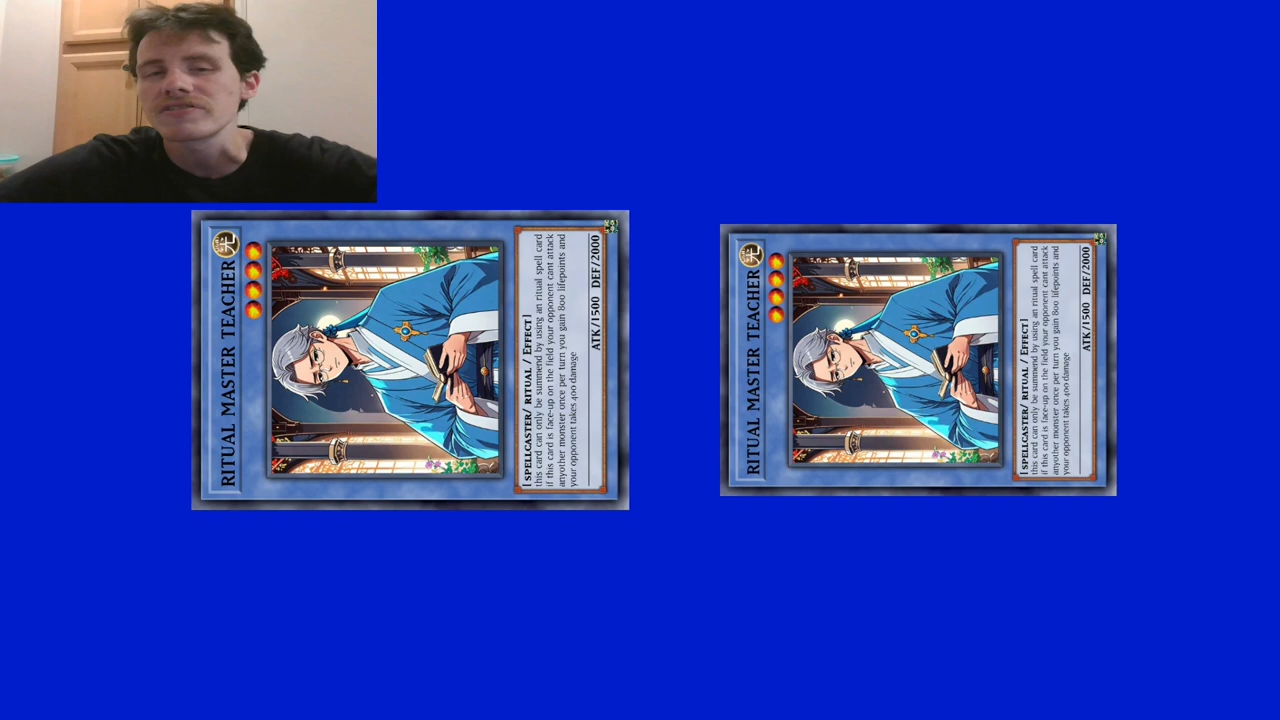 RITUAL MASTER TEACHER
光
[ SPELLCASTER/ RITUAL / EFFECT ]
this card can only be summend by using an ritual spell card
if this card is face-up on the field your opponent cant attack
anyother monster once per turn you gain 800 lifepoints and
your opponent takes 400 damage
ATK/1500 DEF/2000
RITUAL MASTER TEACHER
光
[ SPELLCASTER/ RITUAL / EFFECT ]
this card can only be summend by using an ritual spell card
if this card is face-up on the field your opponent cant attack
anyother monster once per turn you gain 800 lifepoints and
your opponent takes 400 damage
ATK/1500 DEF/2000